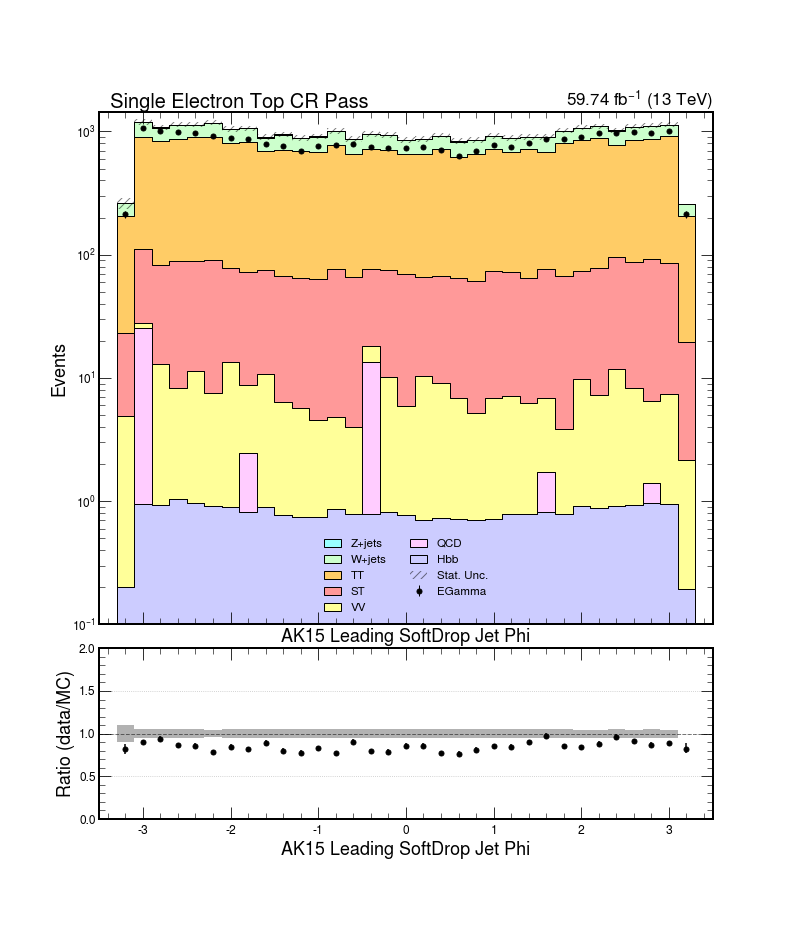 Single Electron Top CR Pass
59.74 fb⁻¹ (13 TeV)
Events
10³
10²
10¹
10⁰
10⁻¹
Z+jets
W+jets
TT
ST
VV
QCD
Hbb
Stat. Unc.
EGamma
AK15 Leading SoftDrop Jet Phi
Ratio (data/MC)
2.0
1.5
1.0
0.5
0.0
-3 -2 -1 0 1 2 3
AK15 Leading SoftDrop Jet Phi